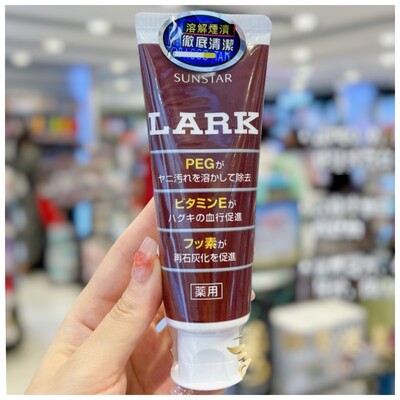 溶解煙漬
徹底清潔
SUNSTAR
LARK
PEGが
ヤニ汚れを溶かして除去
ビタミンEが
ハグキの血行促進
フッ素が
再石灰化を促進
薬用